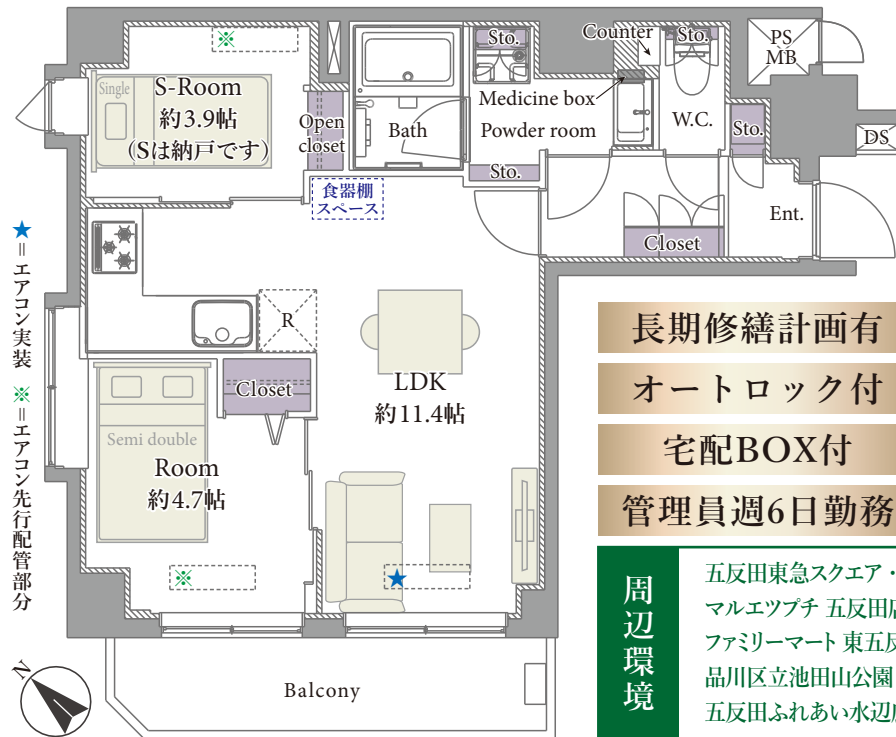 ※
Single
S-Room
約3.9帖
(Sは納戸です)
Open
closet
Bath
Sto.
Medicine box
Powder room
Sto.
Counter
Sto.
W.C.
Sto.
PS
MB
DS
Ent.
Closet
食器棚
スペース
R
LDK
約11.4帖
Closet
Semi double
Room
約4.7帖
※
★
Balcony
N
★=エアコン実装 ※=エアコン先行配管部分
長期修繕計画有
オートロック付
宅配BOX付
管理員週6日勤務
周辺環境
五反田東急スクエア・
マルエツプチ 五反田店
ファミリーマート 東五反
品川区立池田山公園
五反田ふれあい水辺広